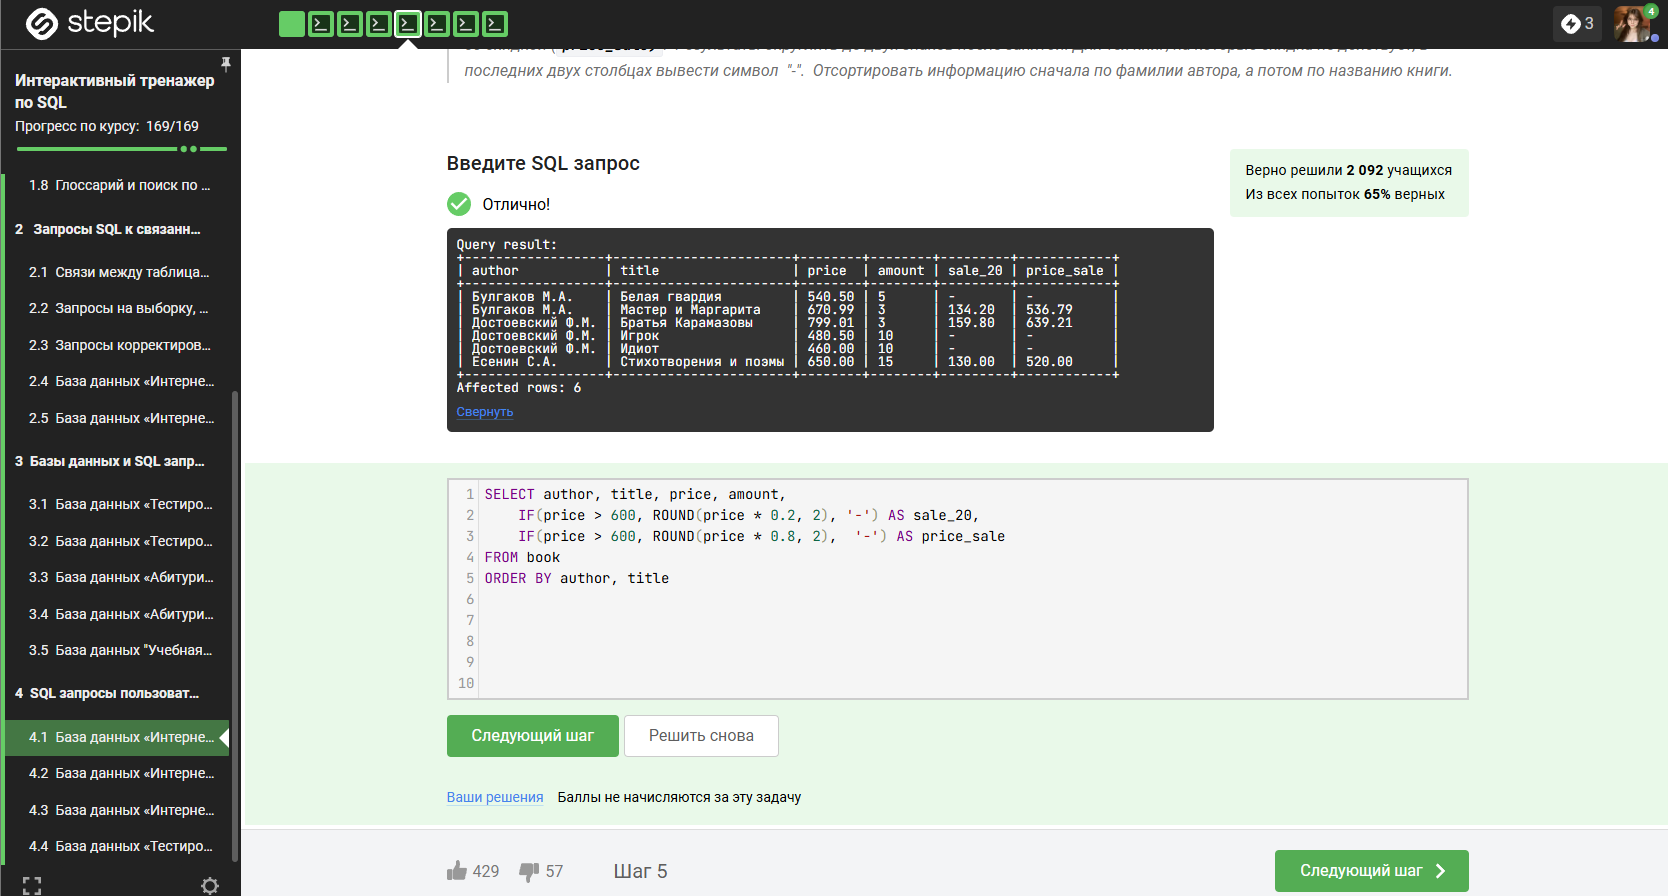 stepik
3
4
Интерактивный тренажер
по SQL
Прогресс по курсу: 169/169
1.8 Глоссарий и поиск по ...
2 Запросы SQL к связанн...
2.1 Связи между таблица...
2.2 Запросы на выборку, ...
2.3 Запросы корректиров...
2.4 База данных «Интерне...
2.5 База данных «Интерне...
3 Базы данных и SQL запр...
3.1 База данных «Тестиро...
3.2 База данных «Тестиро...
3.3 База данных «Абитури...
3.4 База данных «Абитури...
3.5 База данных "Учебная...
4 SQL запросы пользоват...
4.1 База данных «Интерне...
4.2 База данных «Интерне...
4.3 База данных «Интерне...
4.4 База данных «Тестиро...
последних двух столбцах вывести символ "-". Отсортировать информацию сначала по фамилии автора, а потом по названию книги.
Введите SQL запрос
Отлично!
Верно решили 2 092 учащихся
Из всех попыток 65% верных
Query result:
+------------------+-----------------------+--------+--------+---------+------------+
| author | title | price | amount | sale_20 | price_sale |
+------------------+-----------------------+--------+--------+---------+------------+
| Булгаков М.А. | Белая гвардия | 540.50 | 5 | - | - |
| Булгаков М.А. | Мастер и Маргарита | 670.99 | 3 | 134.20 | 536.79 |
| Достоевский Ф.М. | Братья Карамазовы | 799.01 | 3 | 159.80 | 639.21 |
| Достоевский Ф.М. | Игрок | 480.50 | 10 | - | - |
| Достоевский Ф.М. | Идиот | 460.00 | 10 | - | - |
| Есенин С.А. | Стихотворения и поэмы | 650.00 | 15 | 130.00 | 520.00 |
+------------------+-----------------------+--------+--------+---------+------------+
Affected rows: 6
Свернуть
1 SELECT author, title, price, amount,
2 IF(price > 600, ROUND(price * 0.2, 2), '-') AS sale_20,
3 IF(price > 600, ROUND(price * 0.8, 2), '-') AS price_sale
4 FROM book
5 ORDER BY author, title
6
7
8
9
10
Следующий шаг
Решить снова
Ваши решения Баллы не начисляются за эту задачу
429 57 Шаг 5
Следующий шаг